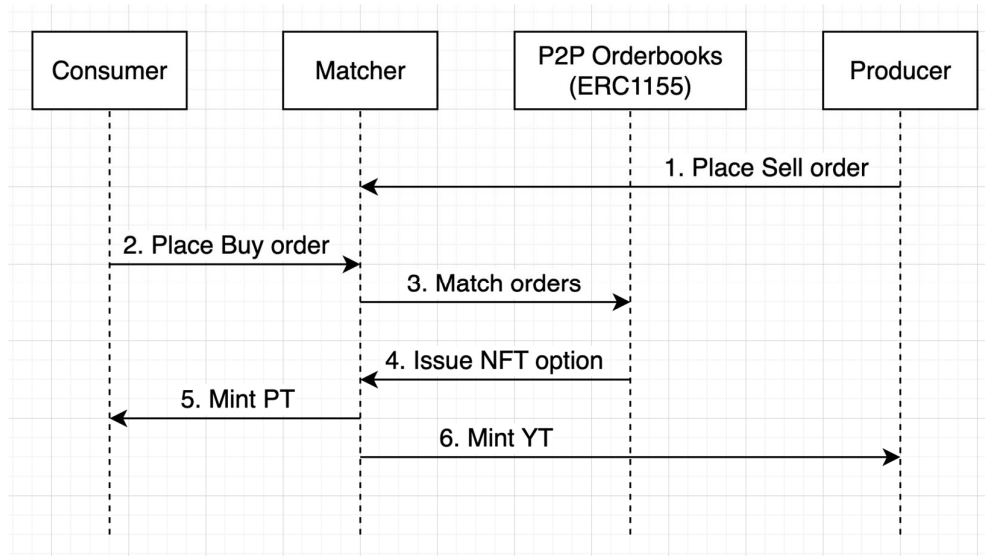 Consumer
Matcher
P2P Orderbooks
(ERC1155)
Producer
1. Place Sell order
2. Place Buy order
3. Match orders
4. Issue NFT option
5. Mint PT
6. Mint YT